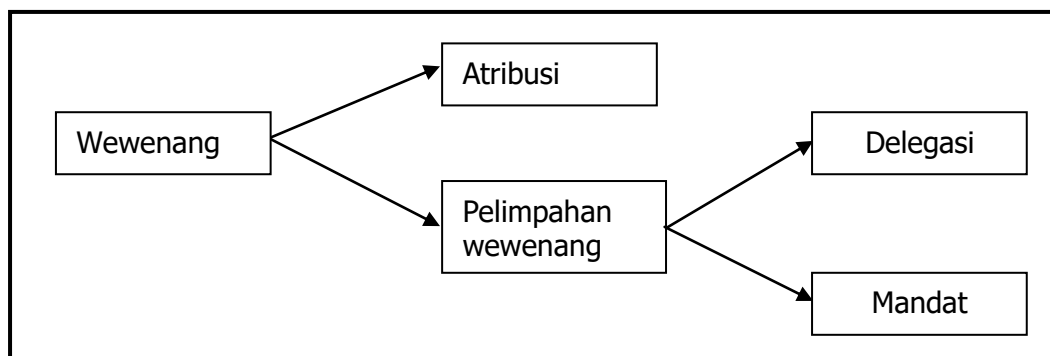 Atribusi
Wewenang
Delegasi
Pelimpahan
wewenang
Mandat